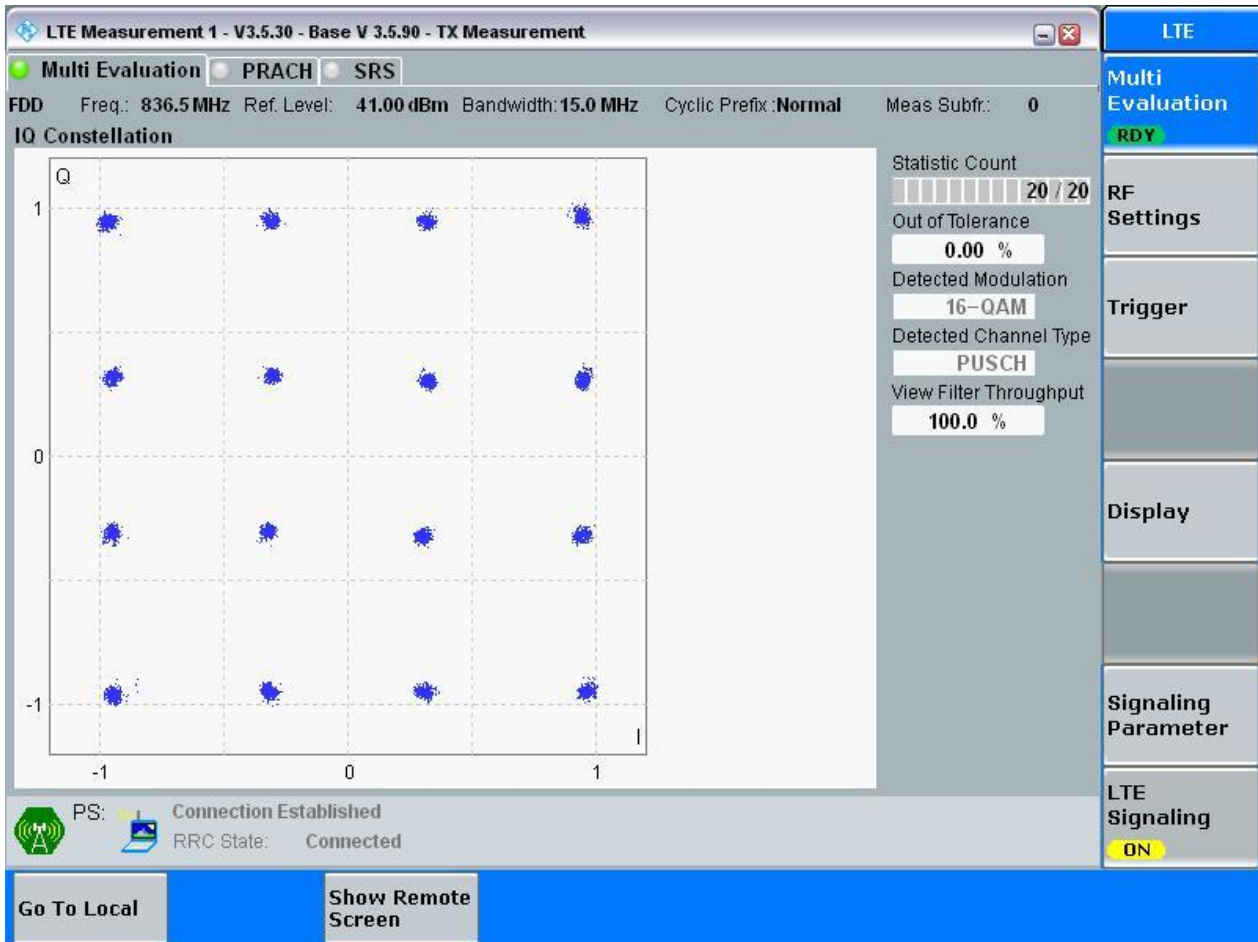 LTE Measurement 1 - V3.5.30 - Base V 3.5.90 - TX Measurement
Multi Evaluation PRACH SRS
FDD Freq.: 836.5 MHz Ref. Level: 41.00 dBm Bandwidth: 15.0 MHz Cyclic Prefix :Normal Meas Subfr.: 0
IQ Constellation
Q
1
0
-1
I
-1 0 1
Statistic Count
20 / 20
Out of Tolerance
0.00 %
Detected Modulation
16-QAM
Detected Channel Type
PUSCH
View Filter Throughput
100.0 %
PS: Connection Established
RRC State: Connected
LTE
Multi
Evaluation
RDY
RF
Settings
Trigger
Display
Signaling
Parameter
LTE
Signaling
ON
Go To Local
Show Remote
Screen